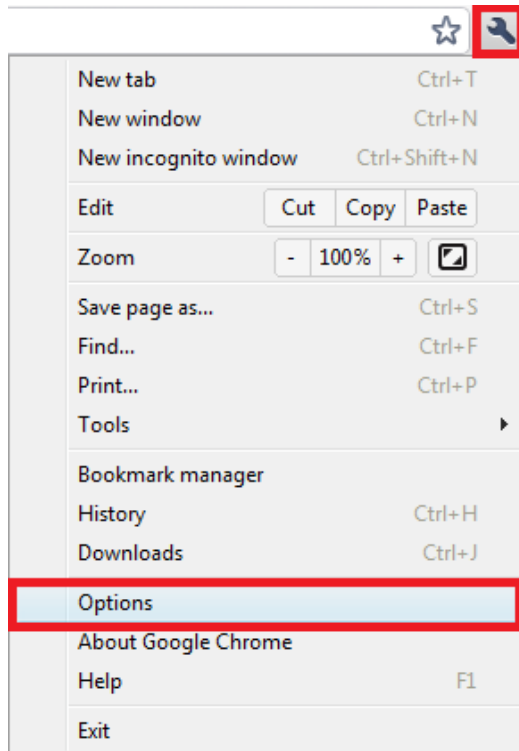 New tab Ctrl+T
New window Ctrl+N
New incognito window Ctrl+Shift+N
Edit Cut Copy Paste
Zoom - 100% +
Save page as... Ctrl+S
Find... Ctrl+F
Print... Ctrl+P
Tools
Bookmark manager
History Ctrl+H
Downloads Ctrl+J
Options
About Google Chrome
Help F1
Exit